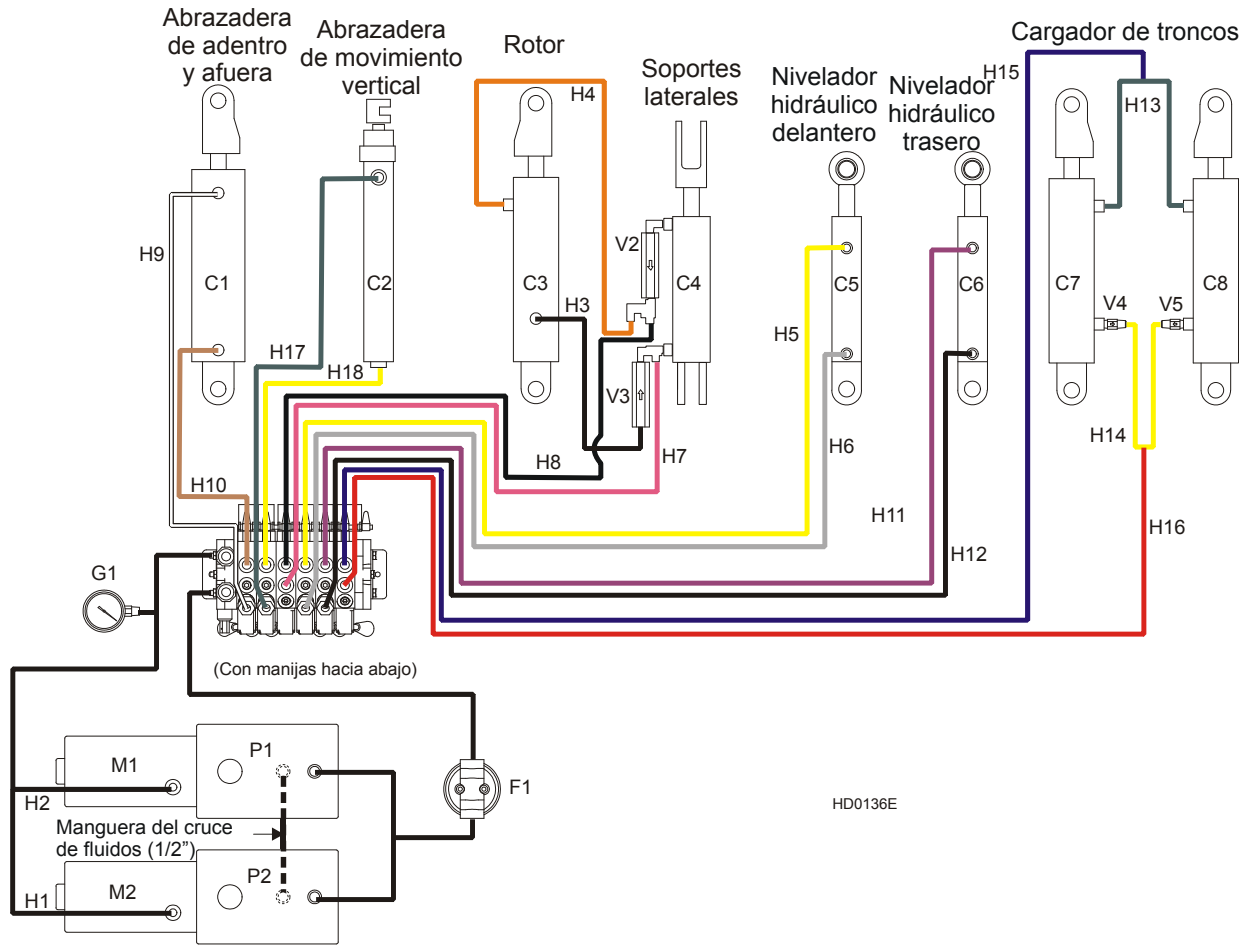 Abrazadera
de adentro
y afuera
Abrazadera
de movimiento
vertical
Rotor
Soportes
laterales
Nivelador
hidráulico
delantero
Nivelador
hidráulico
trasero
Cargador de troncos
H15
H4
H13
H9
V2
C1
C2
C3
C4
C5
C6
C7
C8
H3
V4
V5
H5
H17
H18
V3
H14
H6
H7
H8
H10
H11
H16
H12
G1
(Con manijas hacia abajo)
P1
M1
F1
H2
HD0136E
Manguera del cruce
de fluidos (1/2”)
P2
M2
H1